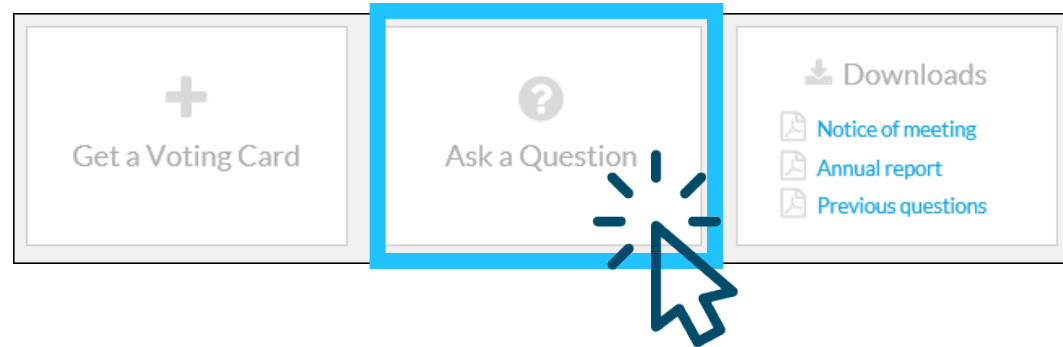 Get a Voting Card
Ask a Question
Downloads
Notice of meeting
Annual report
Previous questions